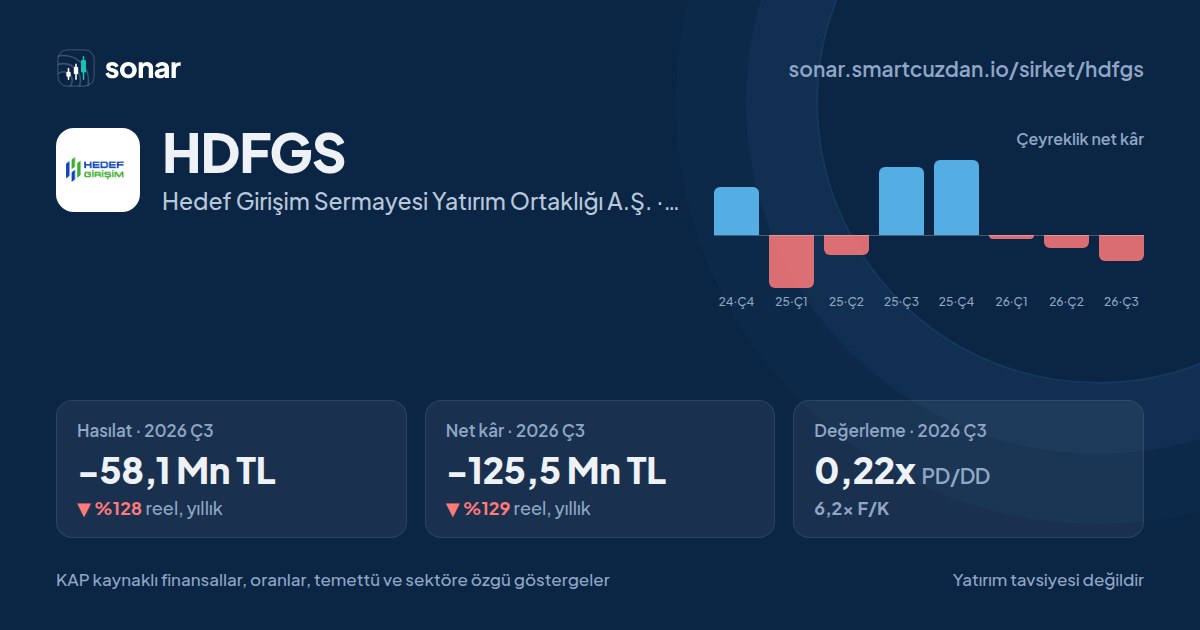 sonar
sonar.smartcuzdan.io/sirket/hdfgs
HEDEF
GİRİŞİM
HDFGS
Hedef Girişim Sermayesi Yatırım Ortaklığı A.Ş. ·...
Çeyreklik net kâr
24·Ç4 25·Ç1 25·Ç2 25·Ç3 25·Ç4 26·Ç1 26·Ç2 26·Ç3
Hasılat · 2026 Ç3
−58,1 Mn TL
▼ %128 reel, yıllık
Net kâr · 2026 Ç3
−125,5 Mn TL
▼ %129 reel, yıllık
Değerleme · 2026 Ç3
0,22x PD/DD
6,2× F/K
KAP kaynaklı finansallar, oranlar, temettü ve sektöre özgü göstergeler
Yatırım tavsiyesi değildir